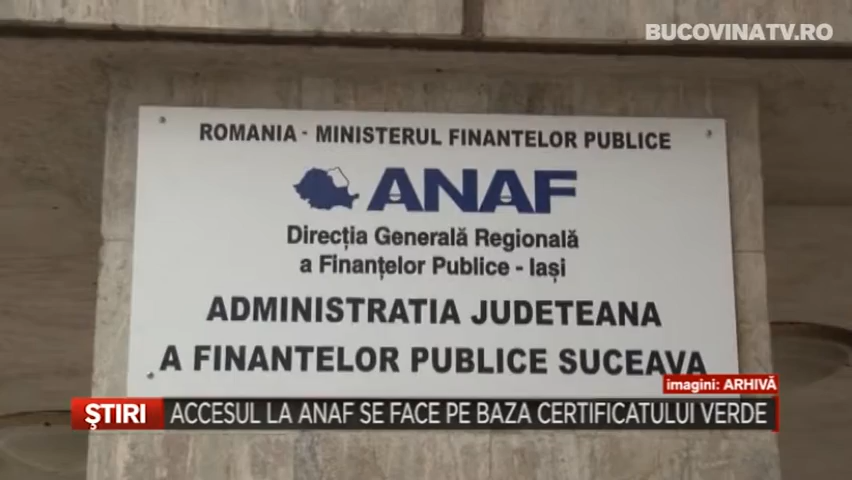 BUCOVINATV.RO
ROMANIA - MINISTERUL FINANTELOR PUBLICE
ANAF
Direcția Generală Regională
a Finanțelor Publice - Iași
ADMINISTRATIA JUDETEANA
A FINANTELOR PUBLICE SUCEAVA
imagini: ARHIVĂ
ŞTIRI ACCESUL LA ANAF SE FACE PE BAZA CERTIFICATULUI VERDE